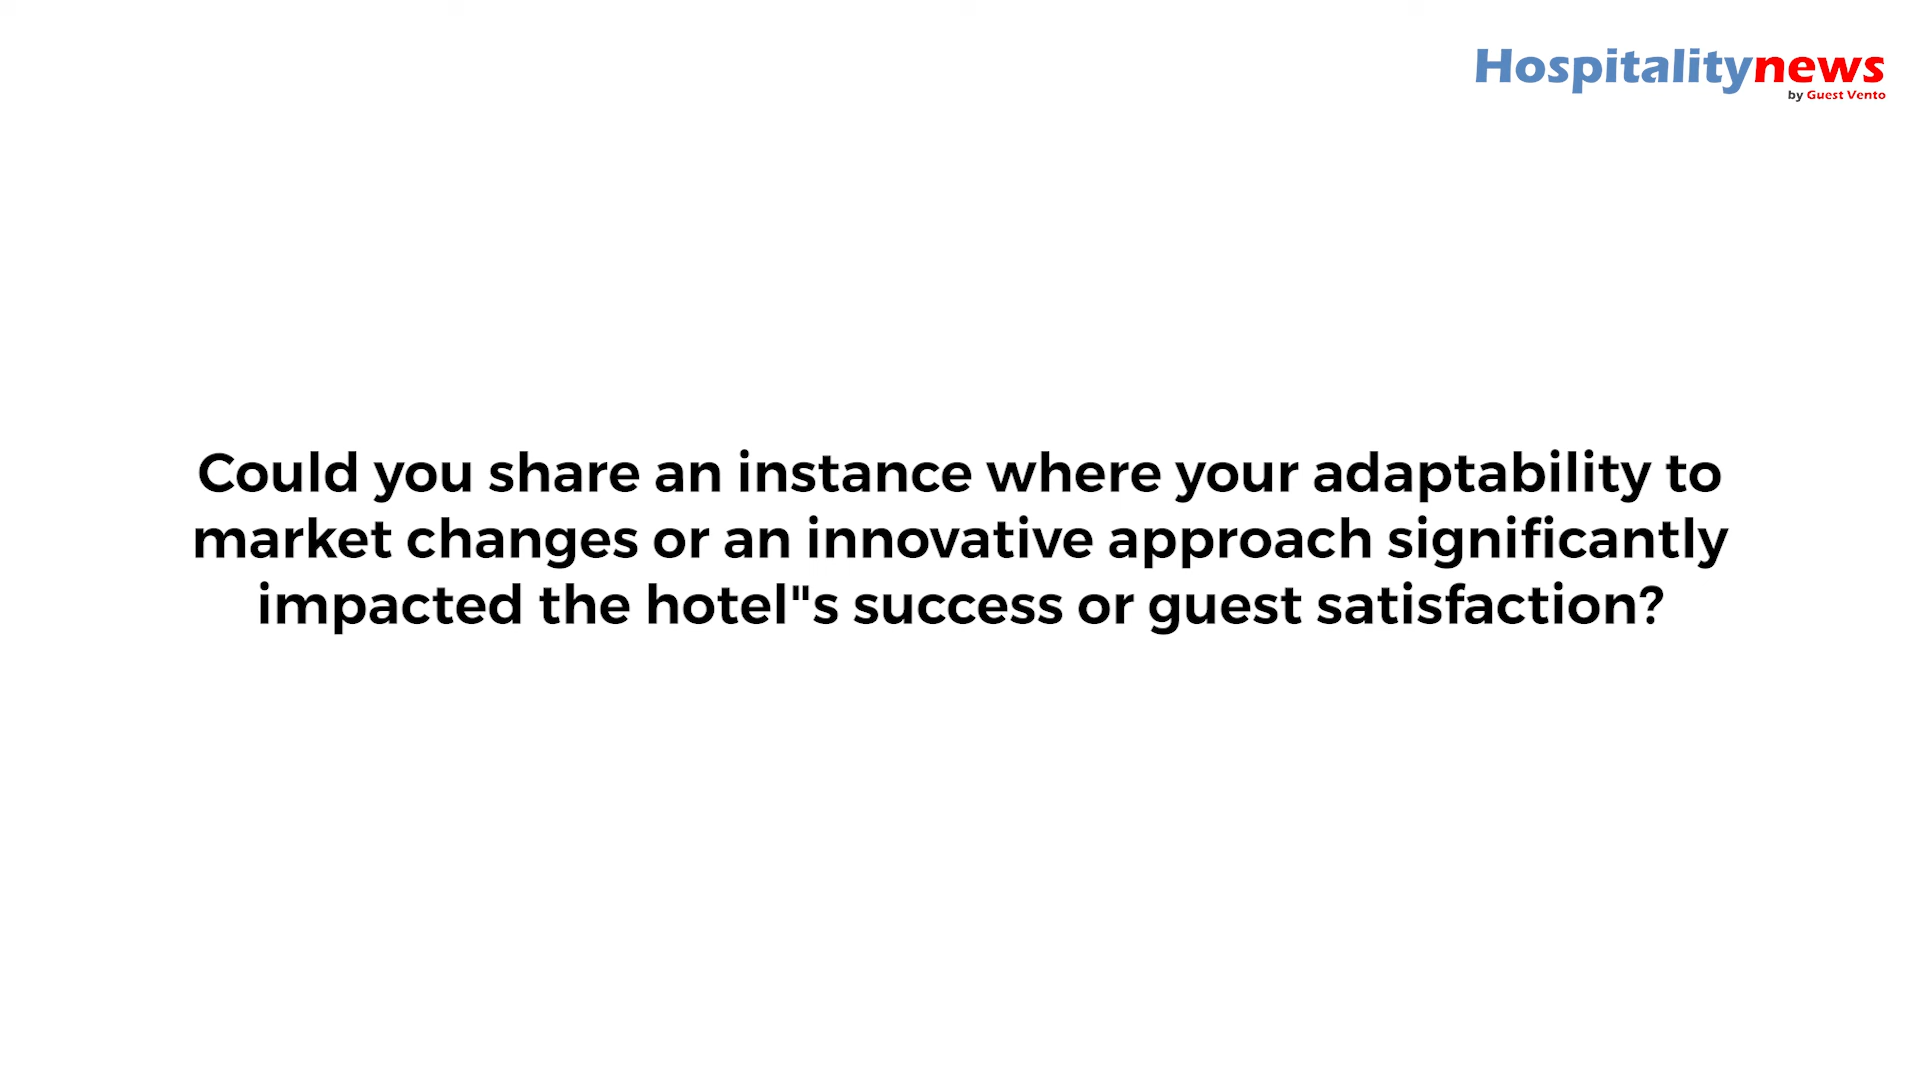 Hospitalitynews
by Guest Vento
Could you share an instance where your adaptability to
market changes or an innovative approach significantly
impacted the hotel"s success or guest satisfaction?